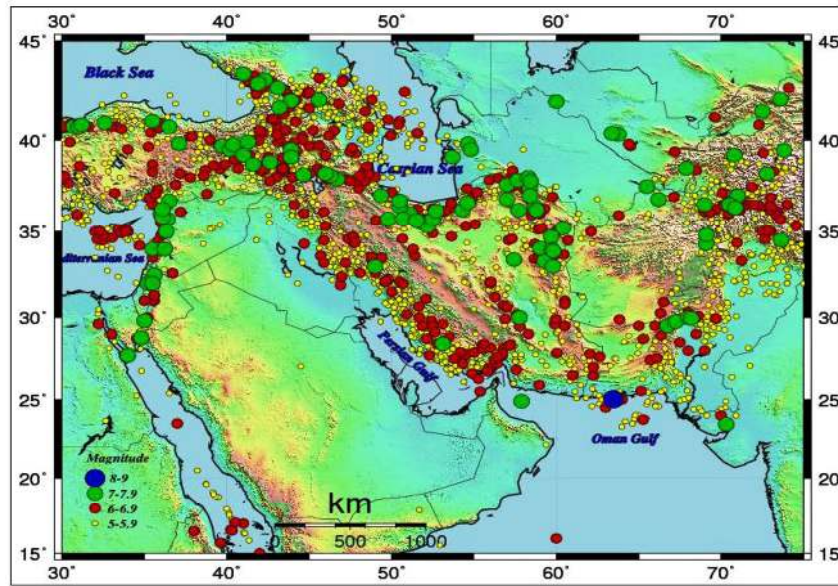 30° 40° 50° 60° 70°
45° 45°
Black Sea
40° 40°
Caspian Sea
35° 35°
diterranean Sea
30° 30°
Persian Gulf
25° 25°
Oman Gulf
Magnitude
8-9
7-7.9
6-6.9
5-5.9
20° 20°
km
0 500 1000
15° 15°
30° 40° 50° 60° 70°